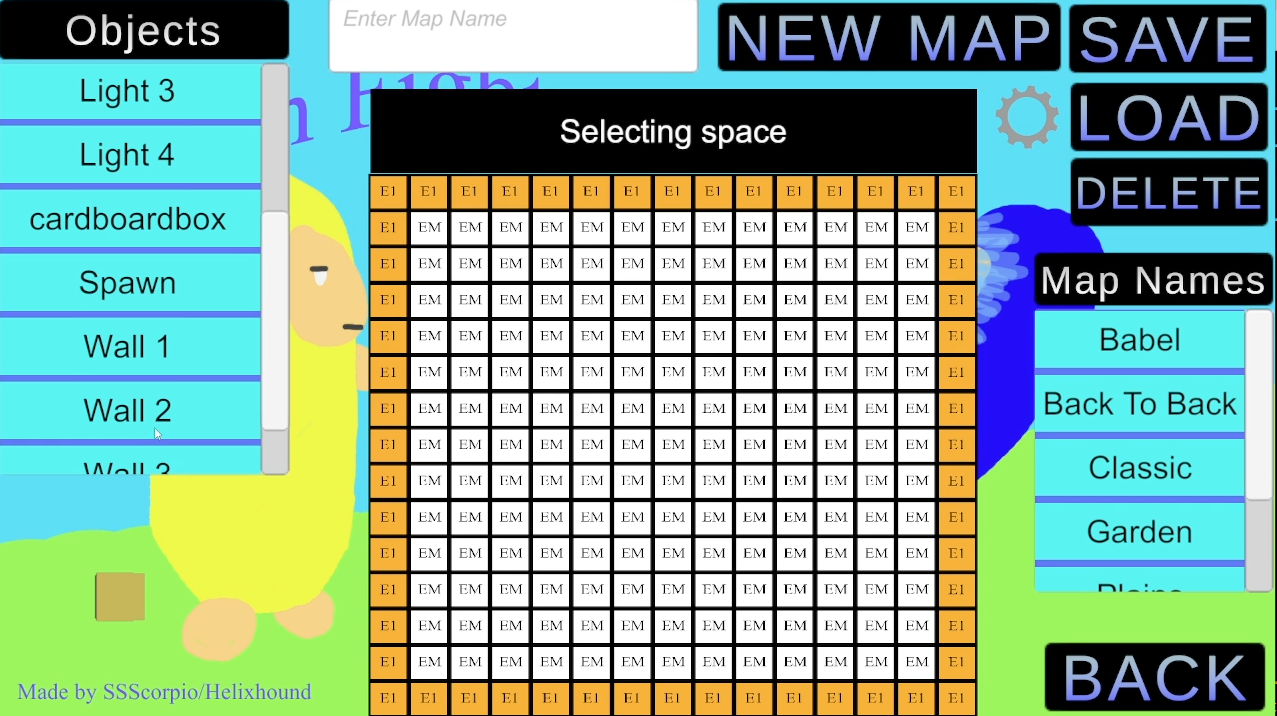 Objects
Light 3
Light 4
cardboardbox
Spawn
Wall 1
Wall 2
Wall 3
Made by SSScorpio/Helixhound
Enter Map Name
Selecting space
E1 E1 E1 E1 E1 E1 E1 E1 E1 E1 E1 E1 E1 E1 E1
E1 EM EM EM EM EM EM EM EM EM EM EM EM EM E1
E1 EM EM EM EM EM EM EM EM EM EM EM EM EM E1
E1 EM EM EM EM EM EM EM EM EM EM EM EM EM E1
E1 EM EM EM EM EM EM EM EM EM EM EM EM EM E1
E1 EM EM EM EM EM EM EM EM EM EM EM EM EM E1
E1 EM EM EM EM EM EM EM EM EM EM EM EM EM E1
E1 EM EM EM EM EM EM EM EM EM EM EM EM EM E1
E1 EM EM EM EM EM EM EM EM EM EM EM EM EM E1
E1 EM EM EM EM EM EM EM EM EM EM EM EM EM E1
E1 EM EM EM EM EM EM EM EM EM EM EM EM EM E1
E1 EM EM EM EM EM EM EM EM EM EM EM EM EM E1
E1 EM EM EM EM EM EM EM EM EM EM EM EM EM E1
E1 EM EM EM EM EM EM EM EM EM EM EM EM EM E1
E1 E1 E1 E1 E1 E1 E1 E1 E1 E1 E1 E1 E1 E1 E1
NEW MAP
SAVE
LOAD
DELETE
Map Names
Babel
Back To Back
Classic
Garden
Plains
BACK